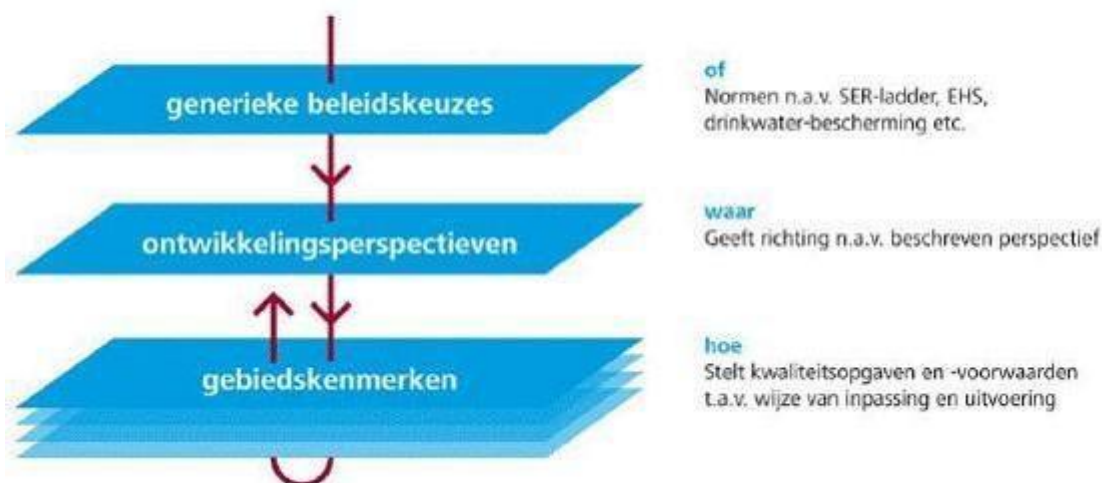 generieke beleidskeuzes
of
Normen n.a.v. SER-ladder, EHS,
drinkwater-bescherming etc.
ontwikkelingsperspectieven
waar
Geeft richting n.a.v. beschreven perspectief
gebiedskenmerken
hoe
Stelt kwaliteitsopgaven en -voorwaarden
t.a.v. wijze van inpassing en uitvoering